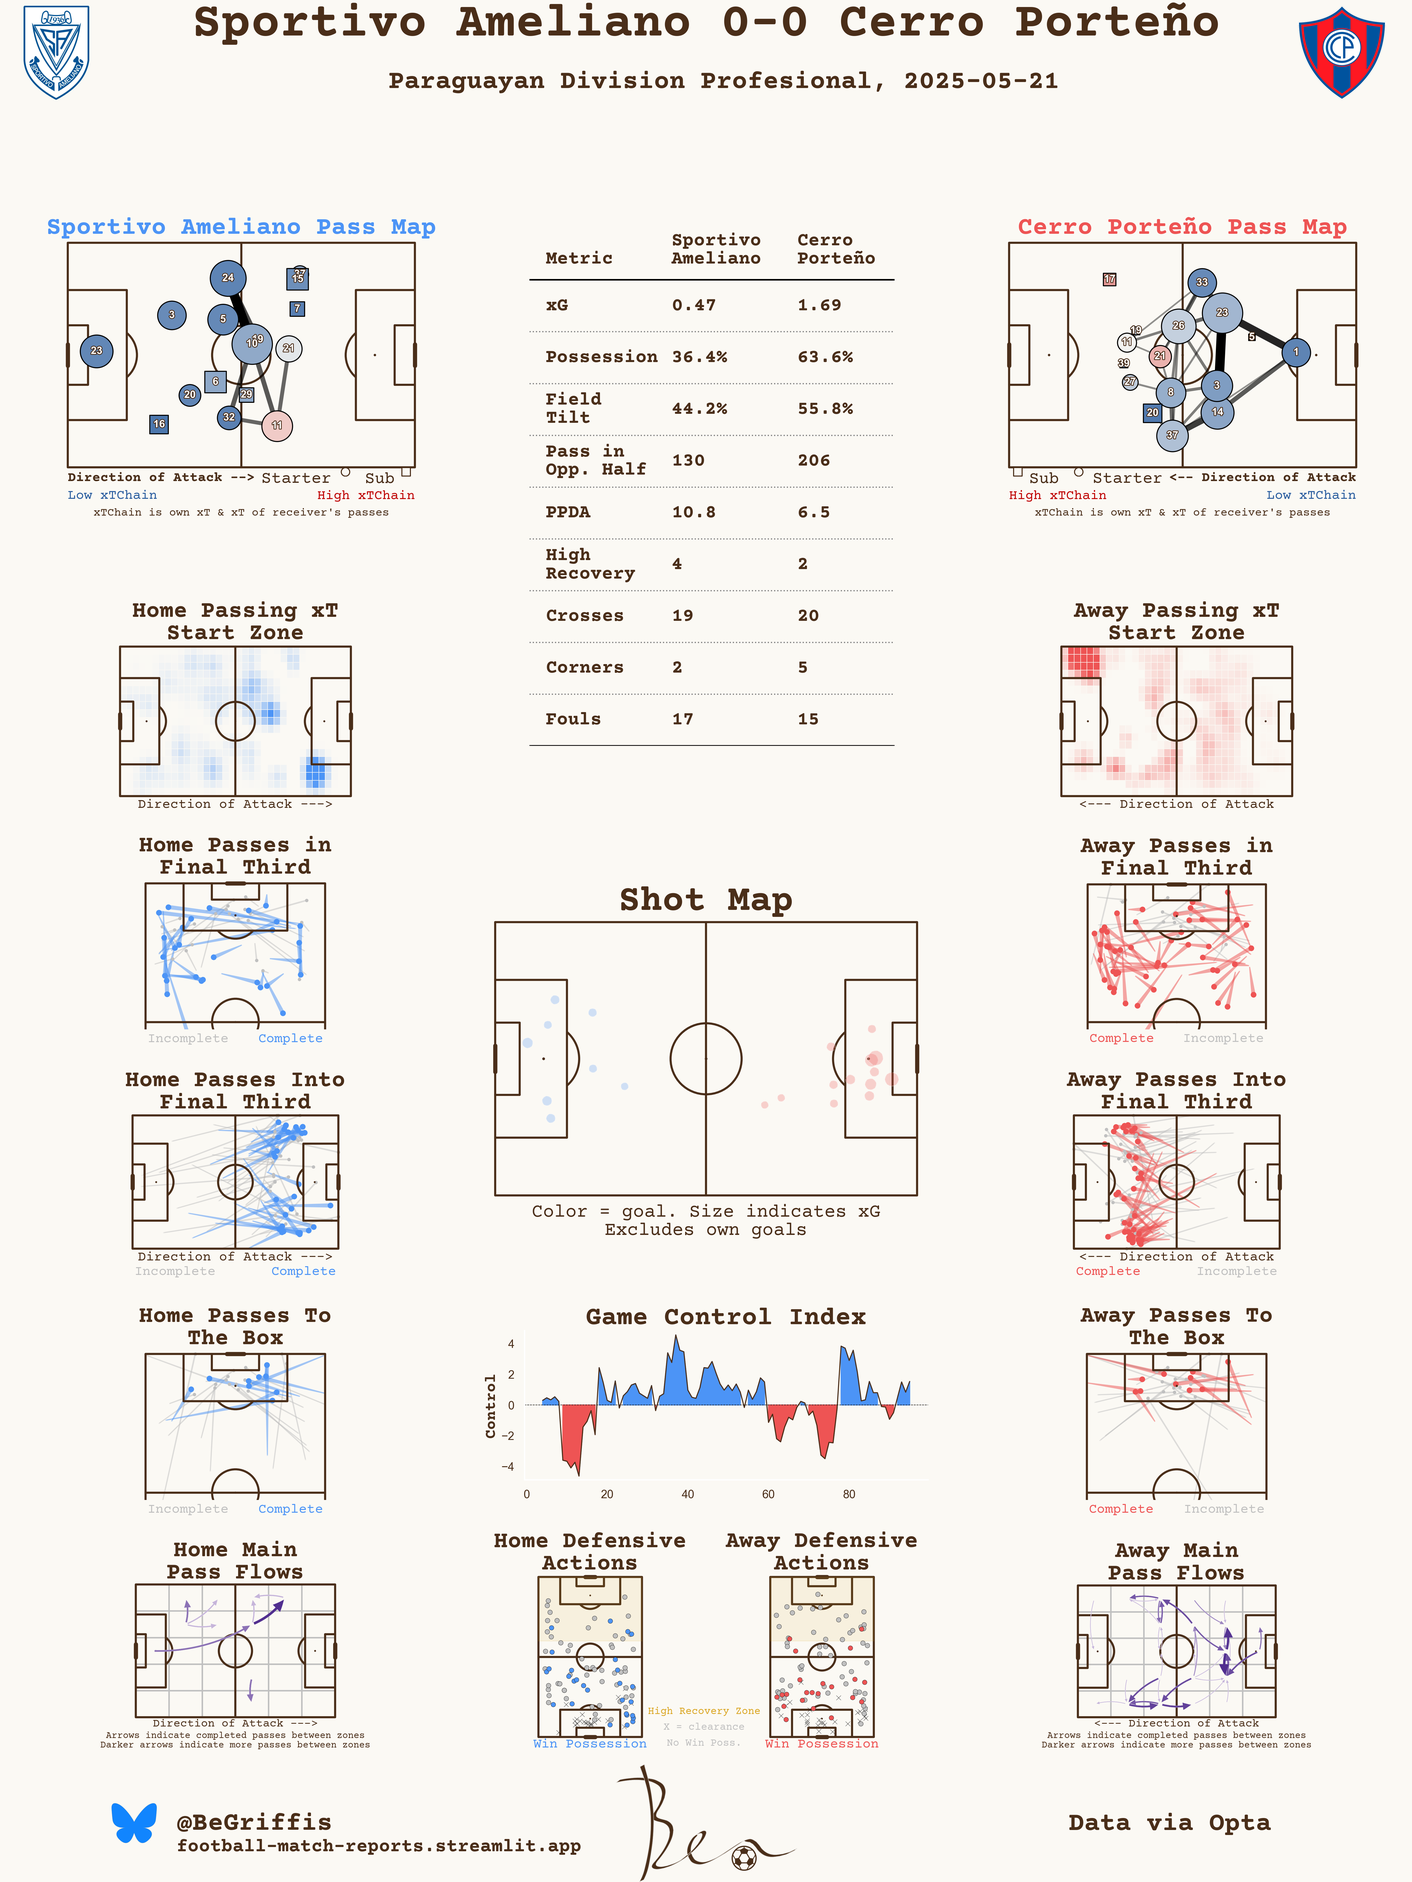 Sportivo Ameliano 0-0 Cerro Porteño
Paraguayan Division Profesional, 2025-05-21
Sportivo Ameliano Pass Map
24
27
15
7
3
5
19
10
21
23
6
20
29
16
32
11
Direction of Attack --> Starter Sub
Low xTChain High xTChain
xTChain is own xT & xT of receiver's passes
Metric Sportivo Ameliano Cerro Porteño
xG 0.47 1.69
Possession 36.4% 63.6%
Field Tilt 44.2% 55.8%
Pass in Opp. Half 130 206
PPDA 10.8 6.5
High Recovery 4 2
Crosses 19 20
Corners 2 5
Fouls 17 15
Cerro Porteño Pass Map
17
33
23
26
19
11
5
21
1
39
27
8
3
20
14
37
Sub Starter <-- Direction of Attack
High xTChain Low xTChain
xTChain is own xT & xT of receiver's passes
Home Passing xT
Start Zone
Direction of Attack --->
Away Passing xT
Start Zone
<--- Direction of Attack
Home Passes in
Final Third
Incomplete Complete
Away Passes in
Final Third
Complete Incomplete
Shot Map
Color = goal. Size indicates xG
Excludes own goals
Home Passes Into
Final Third
Direction of Attack --->
Incomplete Complete
Away Passes Into
Final Third
<--- Direction of Attack
Complete Incomplete
Home Passes To
The Box
Incomplete Complete
Game Control Index
Control
4
2
0
−2
−4
0 20 40 60 80
Away Passes To
The Box
Complete Incomplete
Home Main
Pass Flows
Direction of Attack --->
Arrows indicate completed passes between zones
Darker arrows indicate more passes between zones
Home Defensive
Actions
Win Possession
High Recovery Zone
X = clearance
No Win Poss.
Away Defensive
Actions
Win Possession
Away Main
Pass Flows
<--- Direction of Attack
Arrows indicate completed passes between zones
Darker arrows indicate more passes between zones
@BeGriffis
football-match-reports.streamlit.app
Ben
Data via Opta